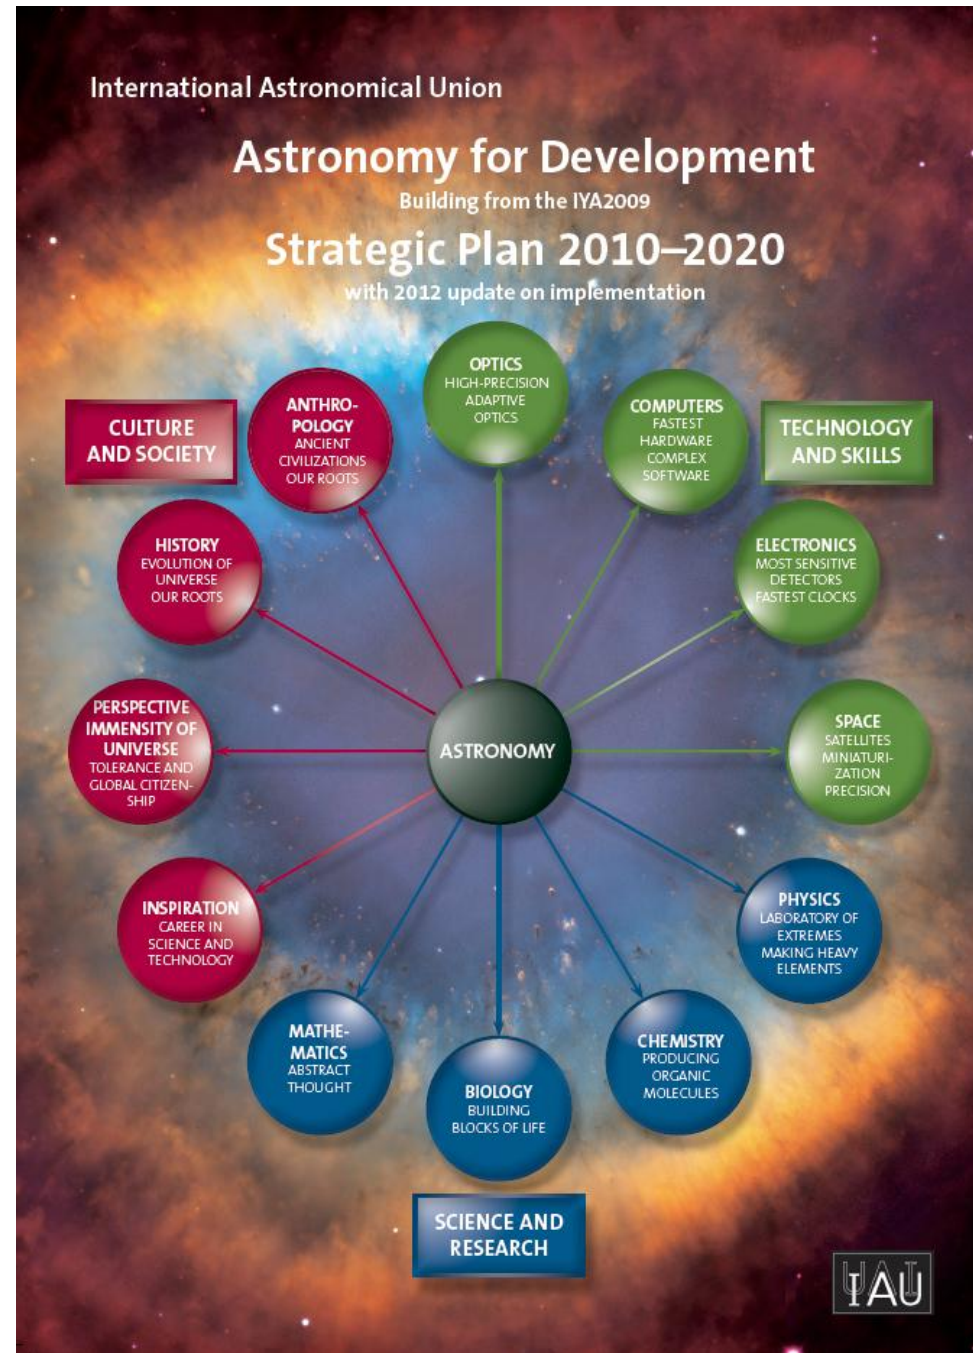 International Astronomical Union
Astronomy for Development
Building from the IYA2009
Strategic Plan 2010–2020
with 2012 update on implementation
OPTICS
HIGH-PRECISION
ADAPTIVE
OPTICS
ANTHRO-
POLOGY
ANCIENT
CIVILIZATIONS
OUR ROOTS
COMPUTERS
FASTEST
HARDWARE
COMPLEX
SOFTWARE
CULTURE
AND SOCIETY
TECHNOLOGY
AND SKILLS
HISTORY
EVOLUTION OF
UNIVERSE
OUR ROOTS
ELECTRONICS
MOST SENSITIVE
DETECTORS
FASTEST CLOCKS
PERSPECTIVE
IMMENSITY OF
UNIVERSE
TOLERANCE AND
GLOBAL CITIZEN-
SHIP
ASTRONOMY
SPACE
SATELLITES
MINIATURI-
ZATION
PRECISION
INSPIRATION
CAREER IN
SCIENCE AND
TECHNOLOGY
PHYSICS
LABORATORY OF
EXTREMES
MAKING HEAVY
ELEMENTS
MATHE-
MATICS
ABSTRACT
THOUGHT
BIOLOGY
BUILDING
BLOCKS OF LIFE
CHEMISTRY
PRODUCING
ORGANIC
MOLECULES
SCIENCE AND
RESEARCH
IAU